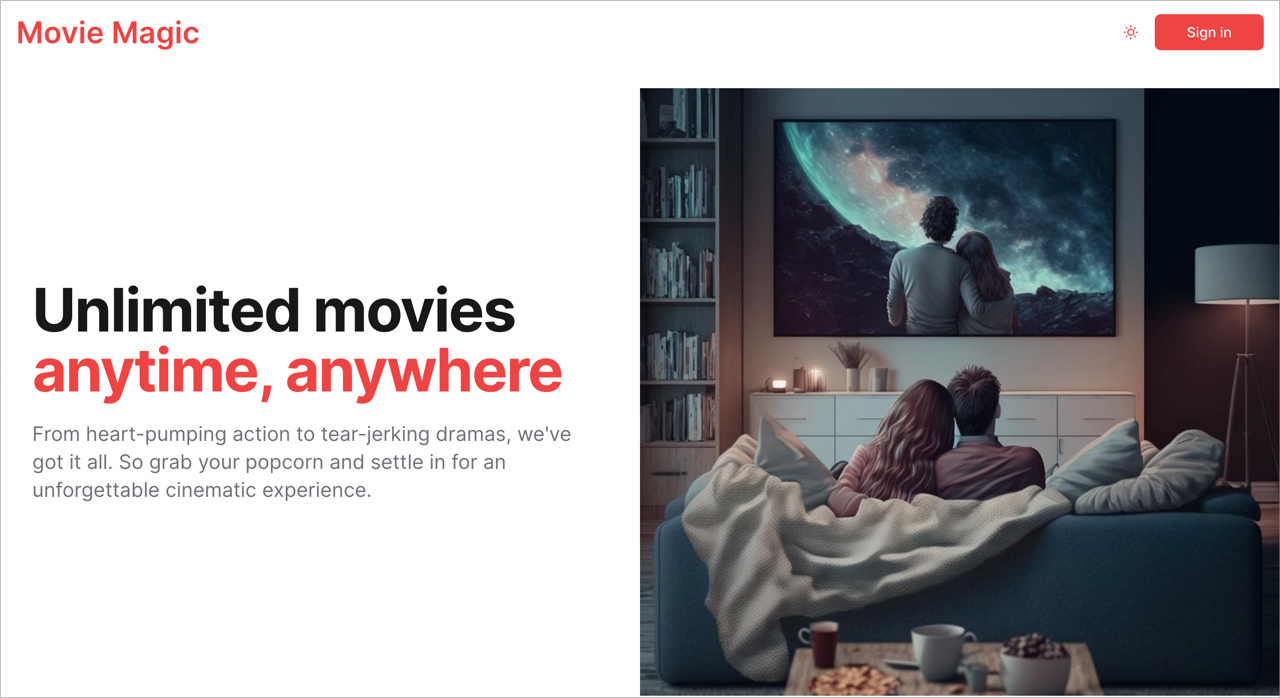 Movie Magic
Sign in
Unlimited movies
anytime, anywhere
From heart-pumping action to tear-jerking dramas, we've
got it all. So grab your popcorn and settle in for an
unforgettable cinematic experience.